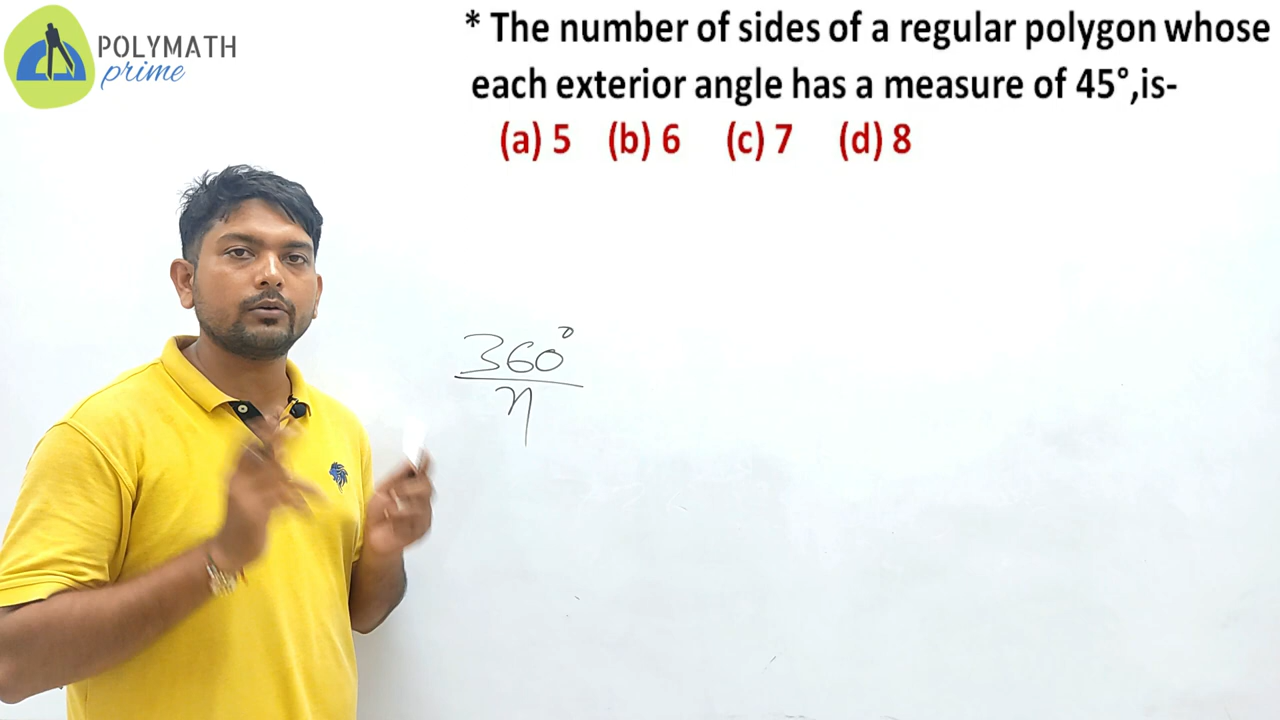 POLYMATH
prime
* The number of sides of a regular polygon whose
each exterior angle has a measure of 45°,is-
(a) 5 (b) 6 (c) 7 (d) 8
360°
n